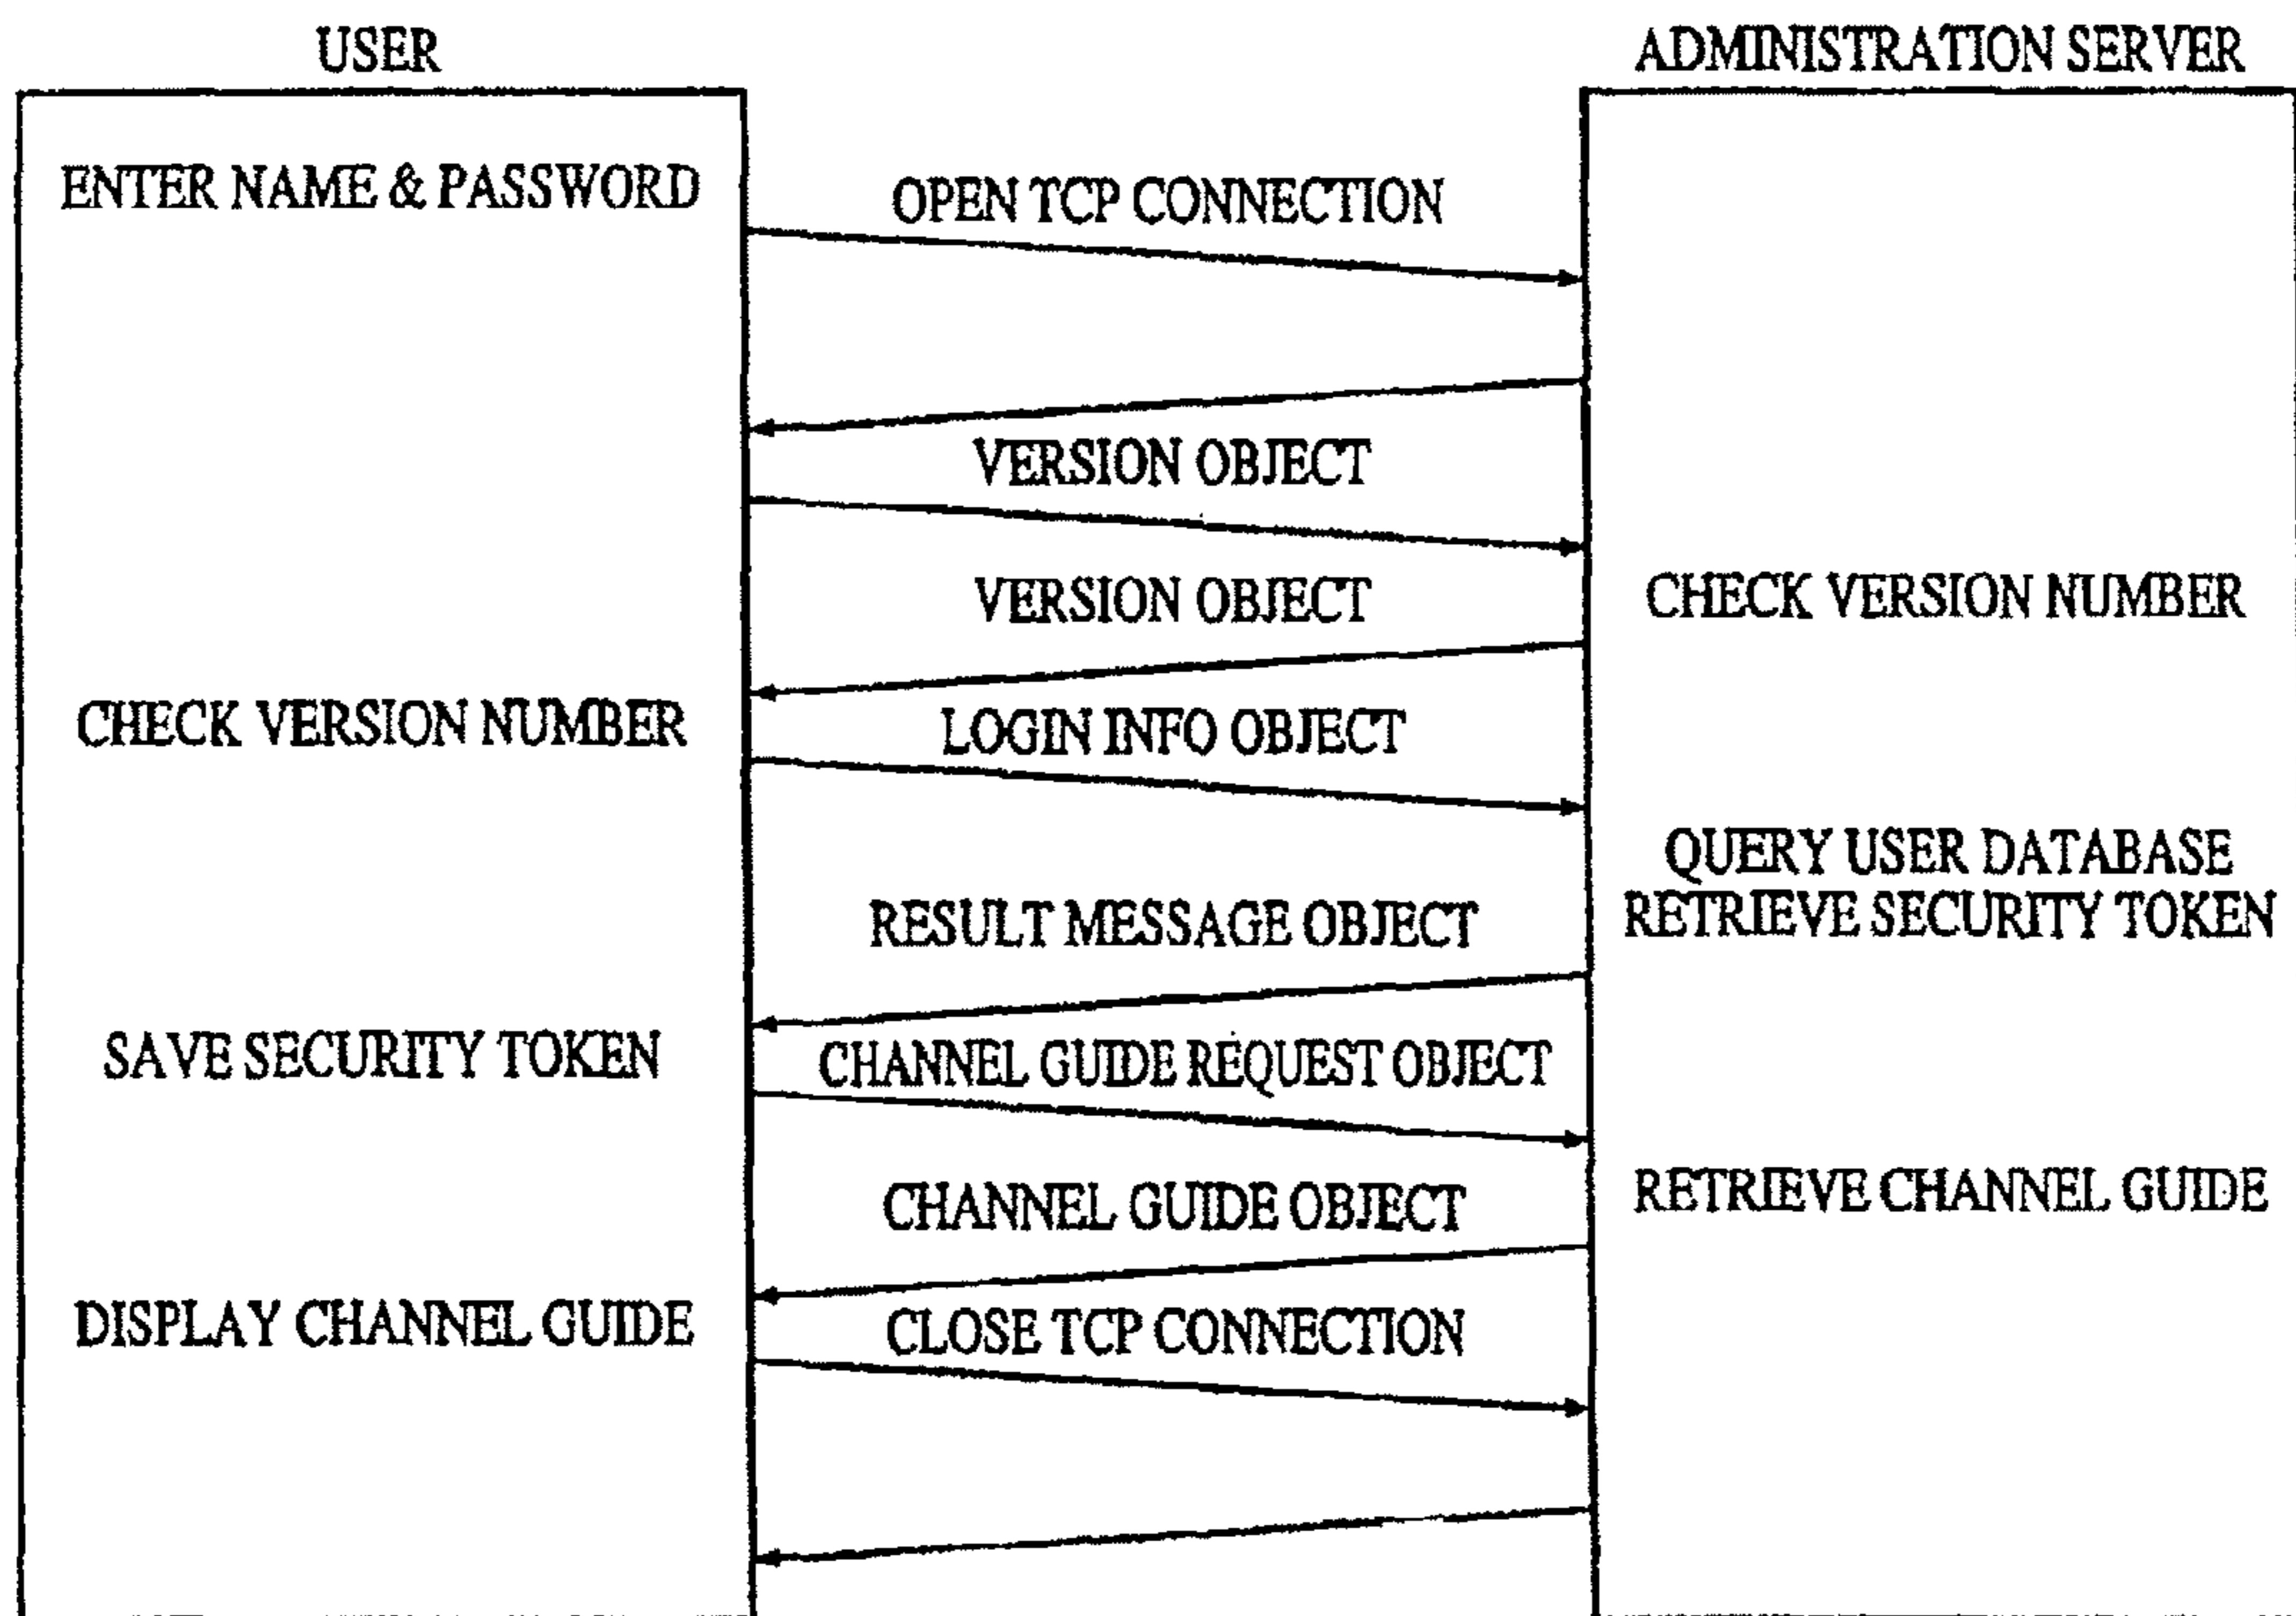 USER
ADMINISTRATION SERVER
ENTER NAME & PASSWORD
OPEN TCP CONNECTION
VERSION OBJECT
VERSION OBJECT
CHECK VERSION NUMBER
CHECK VERSION NUMBER
LOGIN INFO OBJECT
QUERY USER DATABASE
RETRIEVE SECURITY TOKEN
RESULT MESSAGE OBJECT
SAVE SECURITY TOKEN
CHANNEL GUIDE REQUEST OBJECT
RETRIEVE CHANNEL GUIDE
CHANNEL GUIDE OBJECT
DISPLAY CHANNEL GUIDE
CLOSE TCP CONNECTION